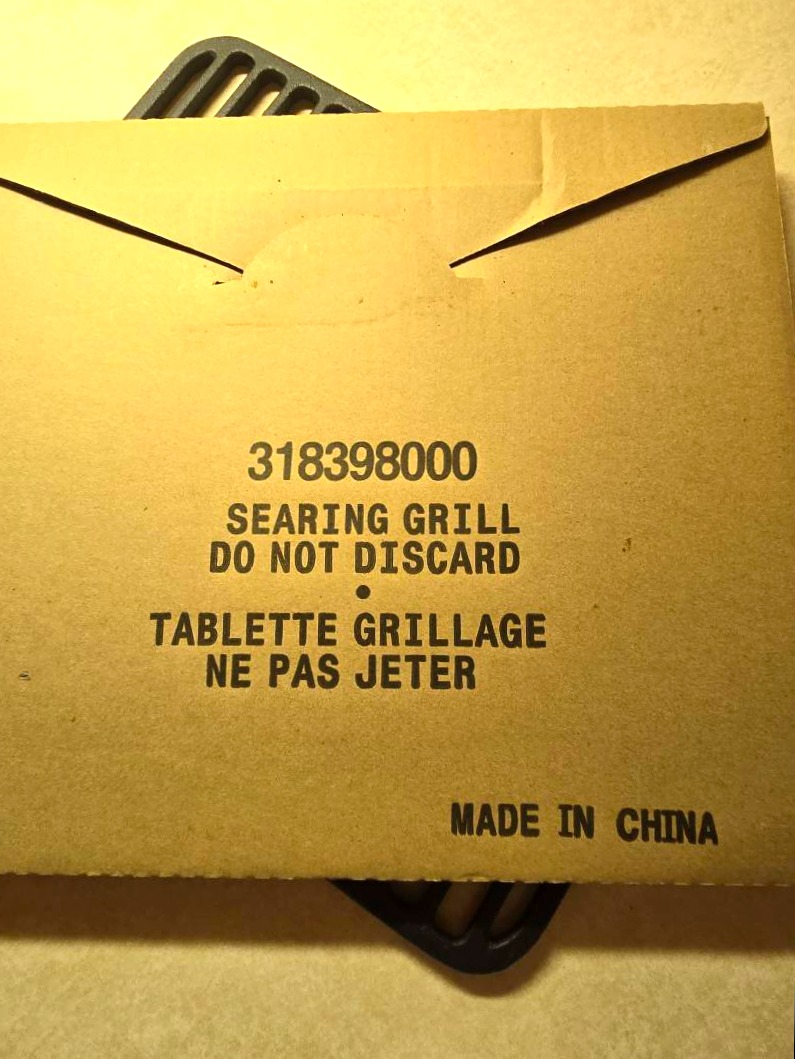 318398000
SEARING GRILL
DO NOT DISCARD
•
TABLETTE GRILLAGE
NE PAS JETER
MADE IN CHINA